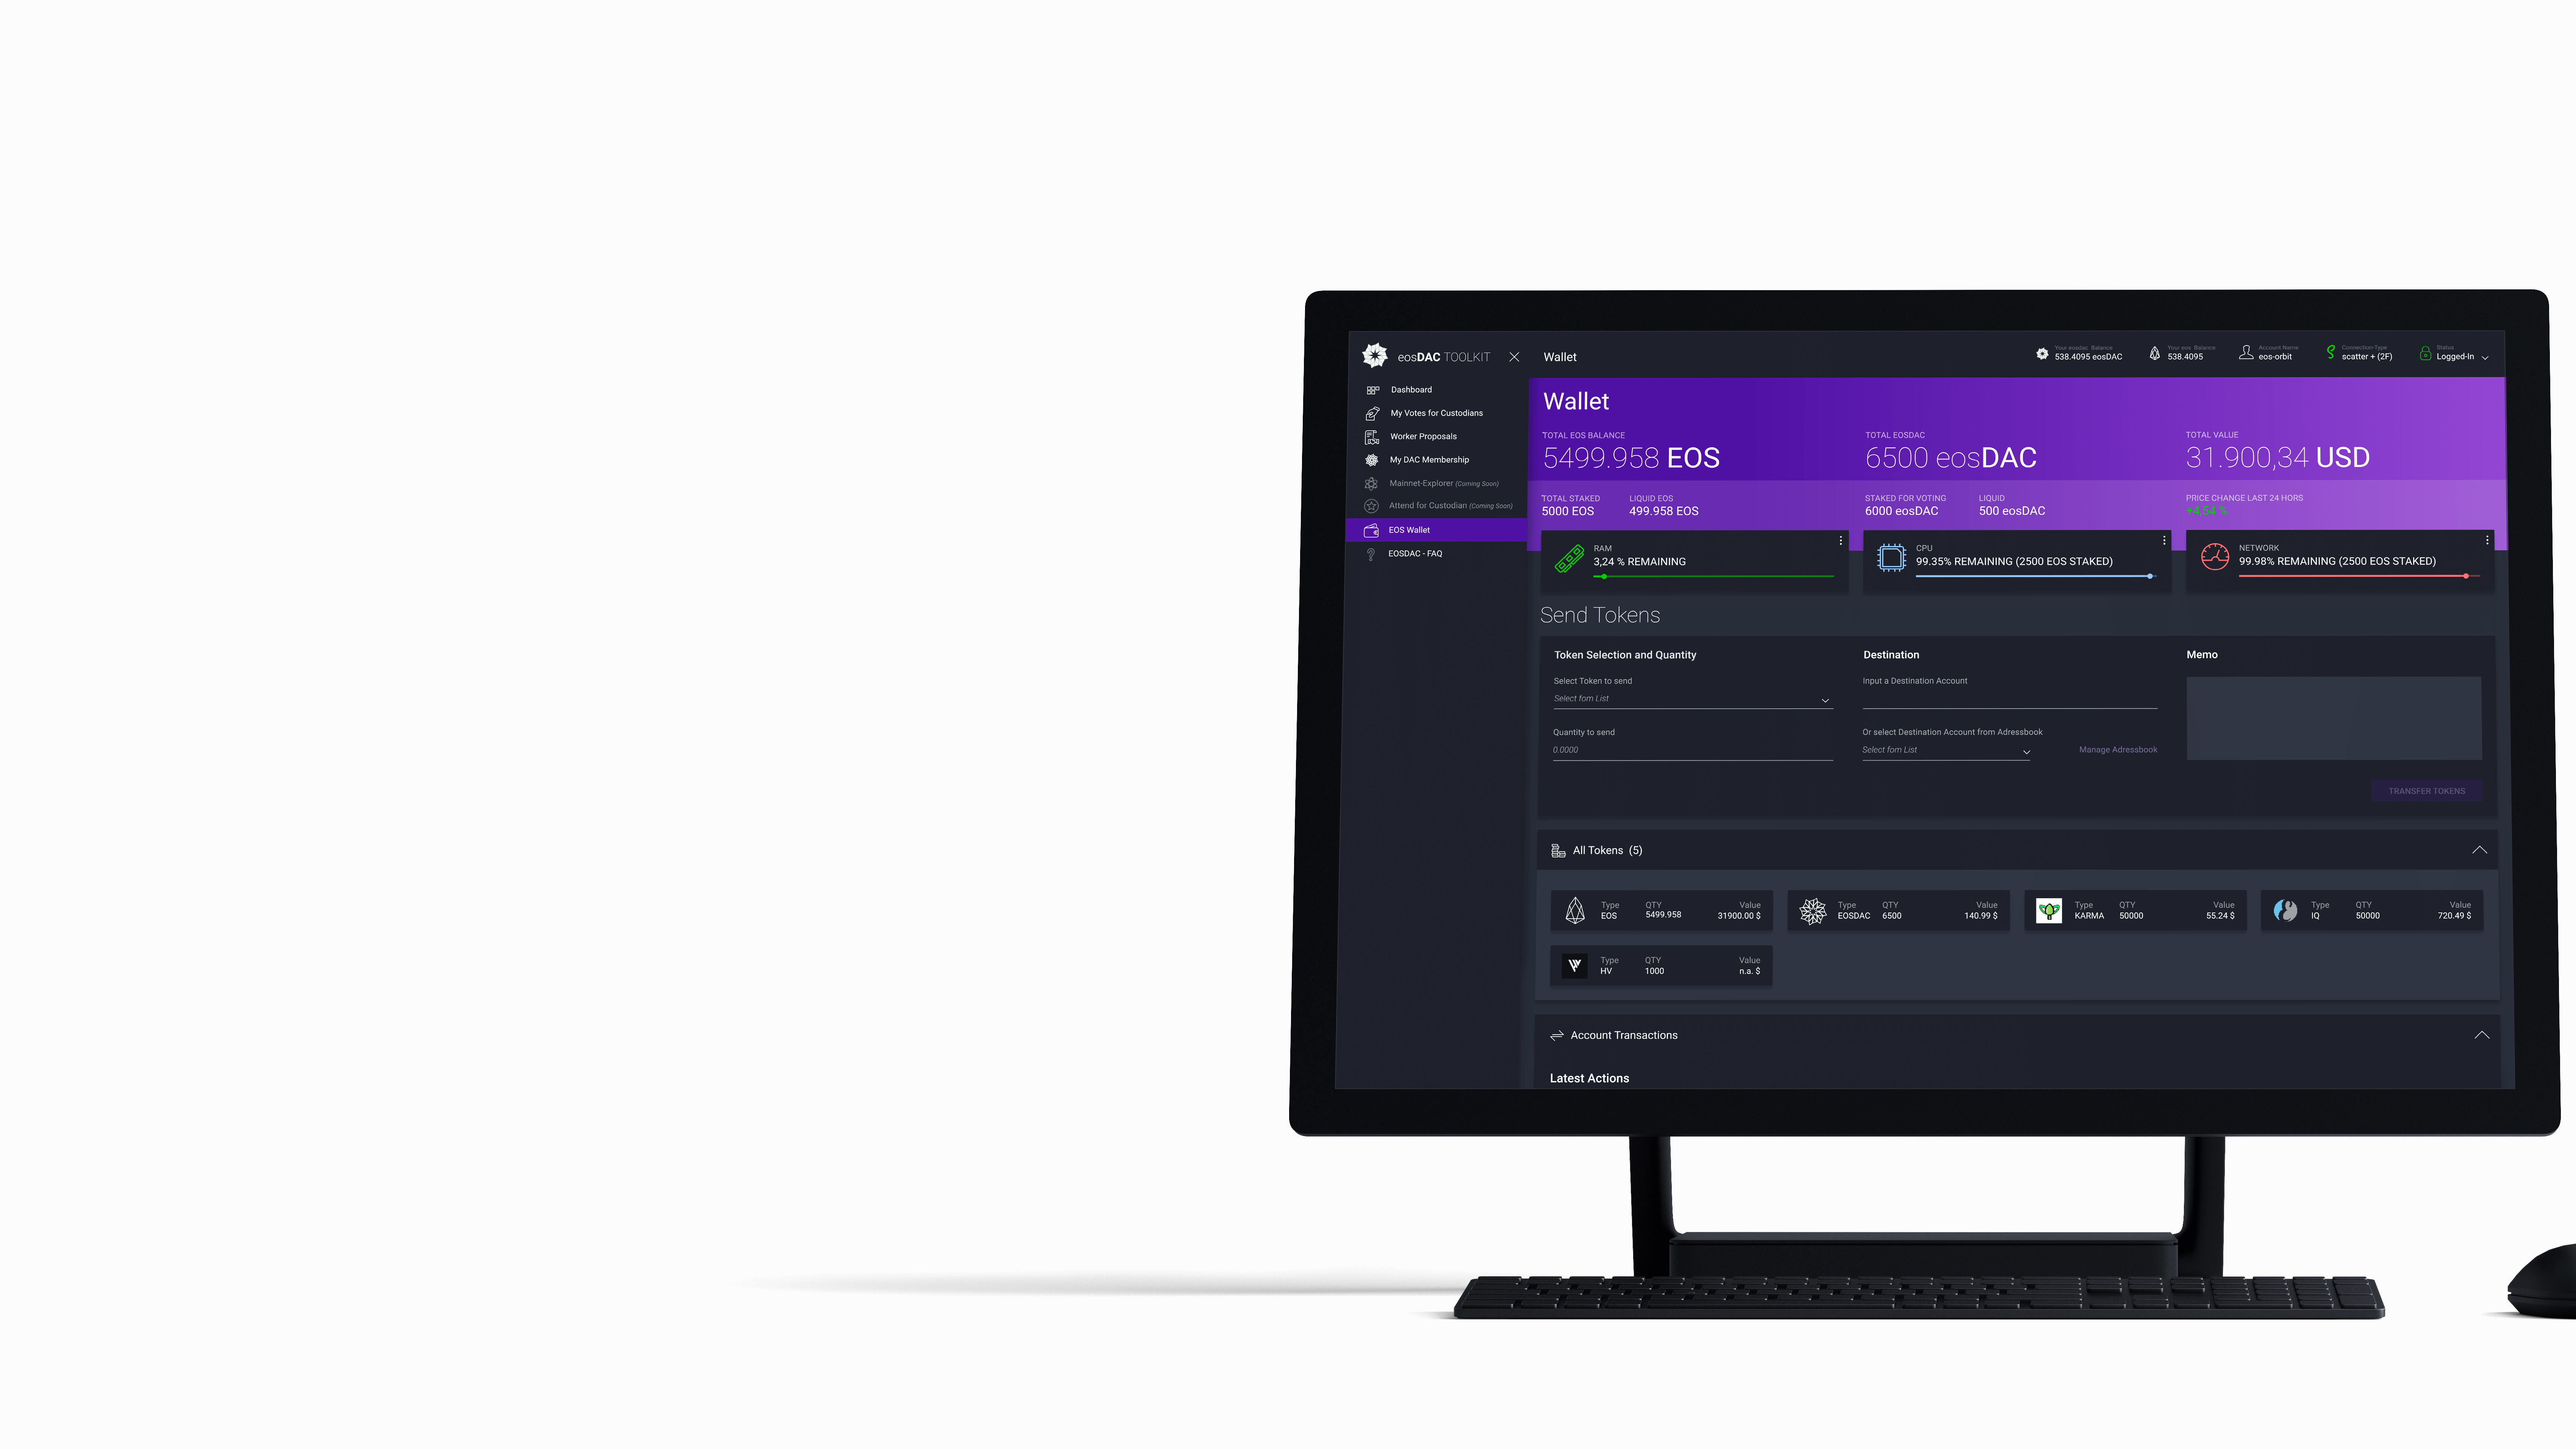 eosDAC TOOLKIT
Wallet
Your eosdac Balance
538.4095 eosDAC
Your eos Balance
538.4095
Account Name
eos-orbit
Connection-Type
scatter + (2F)
Status
Logged-In
Dashboard
My Votes for Custodians
Worker Proposals
My DAC Membership
Mainnet-Explorer (Coming Soon)
Attend for Custodian (Coming Soon)
EOS Wallet
EOSDAC - FAQ
Wallet
TOTAL EOS BALANCE
5499.958 EOS
TOTAL EOSDAC
6500 eosDAC
TOTAL VALUE
31.900,34 USD
TOTAL STAKED
5000 EOS
LIQUID EOS
499.958 EOS
STAKED FOR VOTING
6000 eosDAC
LIQUID
500 eosDAC
PRICE CHANGE LAST 24 HORS
+4,54 %
RAM
3,24 % REMAINING
CPU
99.35% REMAINING (2500 EOS STAKED)
NETWORK
99.98% REMAINING (2500 EOS STAKED)
Send Tokens
Token Selection and Quantity
Select Token to send
Select fom List
Quantity to send
0.0000
Destination
Input a Destination Account
Or select Destination Account from Adressbook
Select fom List
Manage Adressbook
Memo
TRANSFER TOKENS
All Tokens (5)
Type QTY Value
EOS 5499.958 31900.00 $
Type QTY Value
EOSDAC 6500 140.99 $
Type QTY Value
KARMA 50000 55.24 $
Type QTY Value
IQ 50000 720.49 $
Type QTY Value
HV 1000 n.a. $
Account Transactions
Latest Actions